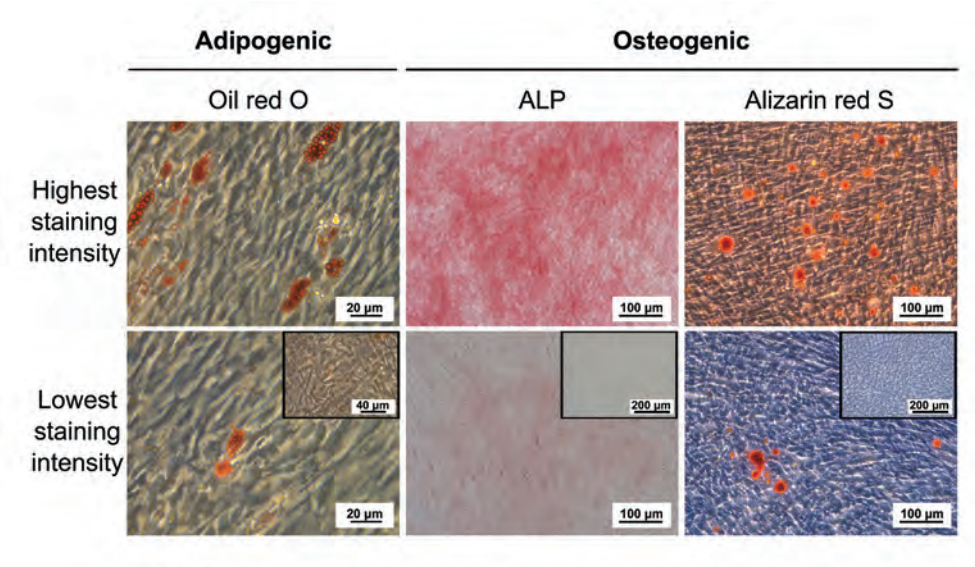 Adipogenic
Osteogenic
Oil red O
ALP
Alizarin red S
Highest
staining
intensity
20 µm
100 µm
100 µm
Lowest
staining
intensity
40 µm
200 µm
200 µm
20 µm
100 µm
100 µm